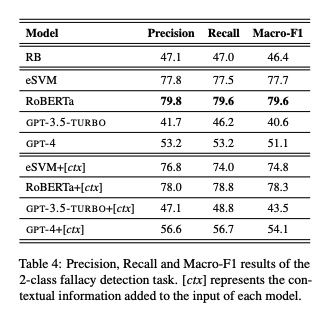 Model Precision Recall Macro-F1
RB 47.1 47.0 46.4
eSVM 77.8 77.5 77.7
RoBERTa 79.8 79.6 79.6
GPT-3.5-TURBO 41.7 46.2 40.6
GPT-4 53.2 53.2 51.1
eSVM+[ctx] 76.8 74.0 74.8
RoBERTa+[ctx] 78.0 78.8 78.3
GPT-3.5-TURBO+[ctx] 47.1 48.8 43.5
GPT-4+[ctx] 56.6 56.7 54.1
Table 4: Precision, Recall and Macro-F1 results of the
2-class fallacy detection task. [ctx] represents the con-
textual information added to the input of each model.